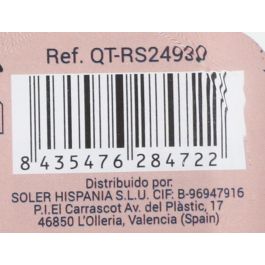 Ref. QT-RS24930
8 435476 284722
Distribuido por:
SOLER HISPANIA S.L.U. CIF: B-96947916
P.I.El Carrascot Av. del Plàstic, 17
46850 L'Olleria, Valencia (Spain)